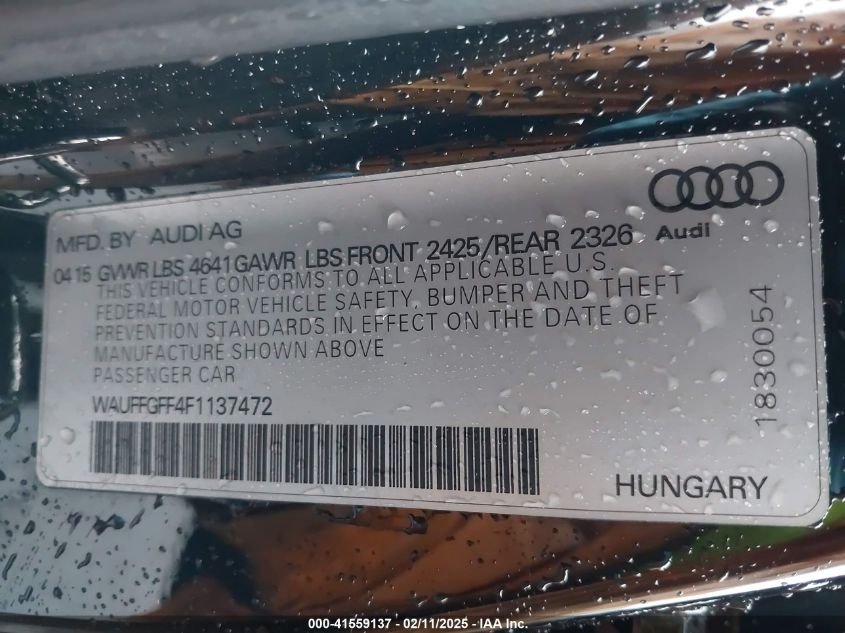 MFD. BY AUDI AG
04 15 GVWR LBS 4641 GAWR LBS FRONT 2425/REAR 2326
Audi
THIS VEHICLE CONFORMS TO ALL APPLICABLE U.S.
FEDERAL MOTOR VEHICLE SAFETY, BUMPER AND THEFT
PREVENTION STANDARDS IN EFFECT ON THE DATE OF
MANUFACTURE SHOWN ABOVE
PASSENGER CAR
WAUFFGFF4F1137472
HUNGARY
1830054
000-41559137 - 02/11/2025 - IAA Inc.